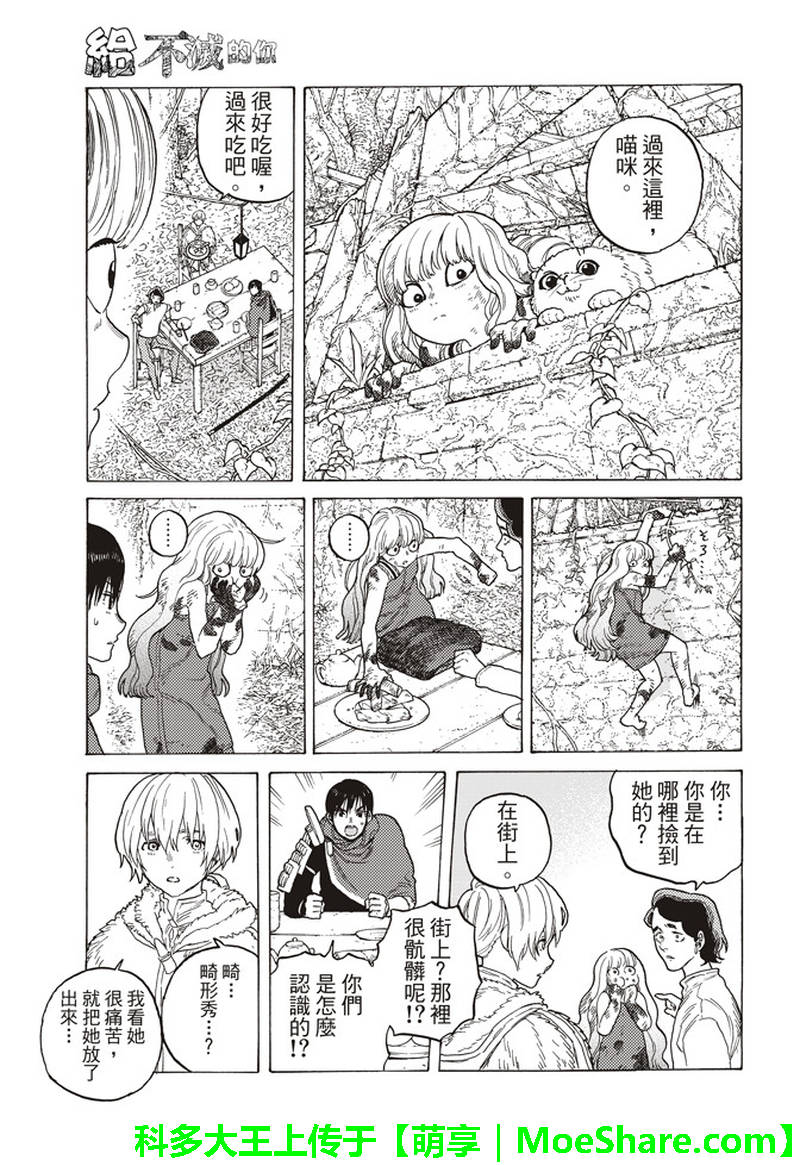 給不滅的你
過來這裡，
喵咪。
很好吃喔，
過來吃吧。
ㄋㄋ
……
……
你…
你是在
哪裡撿到
她的？
在街上。
街上？那裡
很骯髒呢!?
你們
是怎麼
認識的!?
畸…
畸形秀…？
我看她
很痛苦，
就把她放了
出來…
科多大王上传于【萌享 | MoeShare.com】